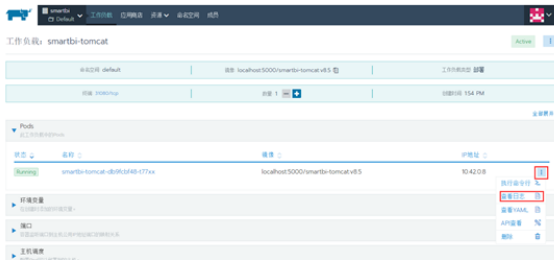 smartbi
Default
工作负载 应用商店 资源 命名空间 成员
工作负载: smartbi-tomcat
Active
命名空间: default
镜像: localhost:5000/smartbi-tomcat:v8.5
工作负载类型: 部署
数量: 1
创建时间: 1:54 PM
Pods
状态 名称 镜像 IP地址
Running smartbi-tomcat-db9fcbf48-t77xx localhost:5000/smartbi-tomcat:v8.5 10.42.0.8
执行命令行
查看日志
查看YAML
API查看
删除
环境变量
端口
主机调度